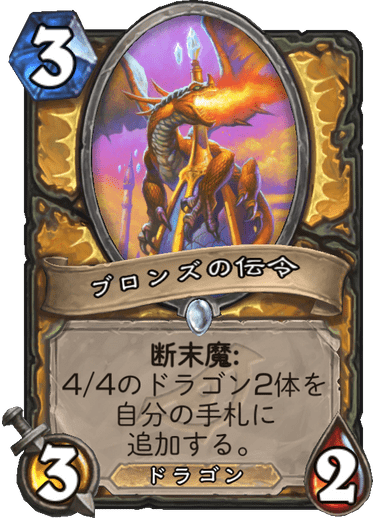 3
ブロンズの伝令
断末魔:
4/4のドラゴン2体を
自分の手札に
追加する。
3
ドラゴン
2